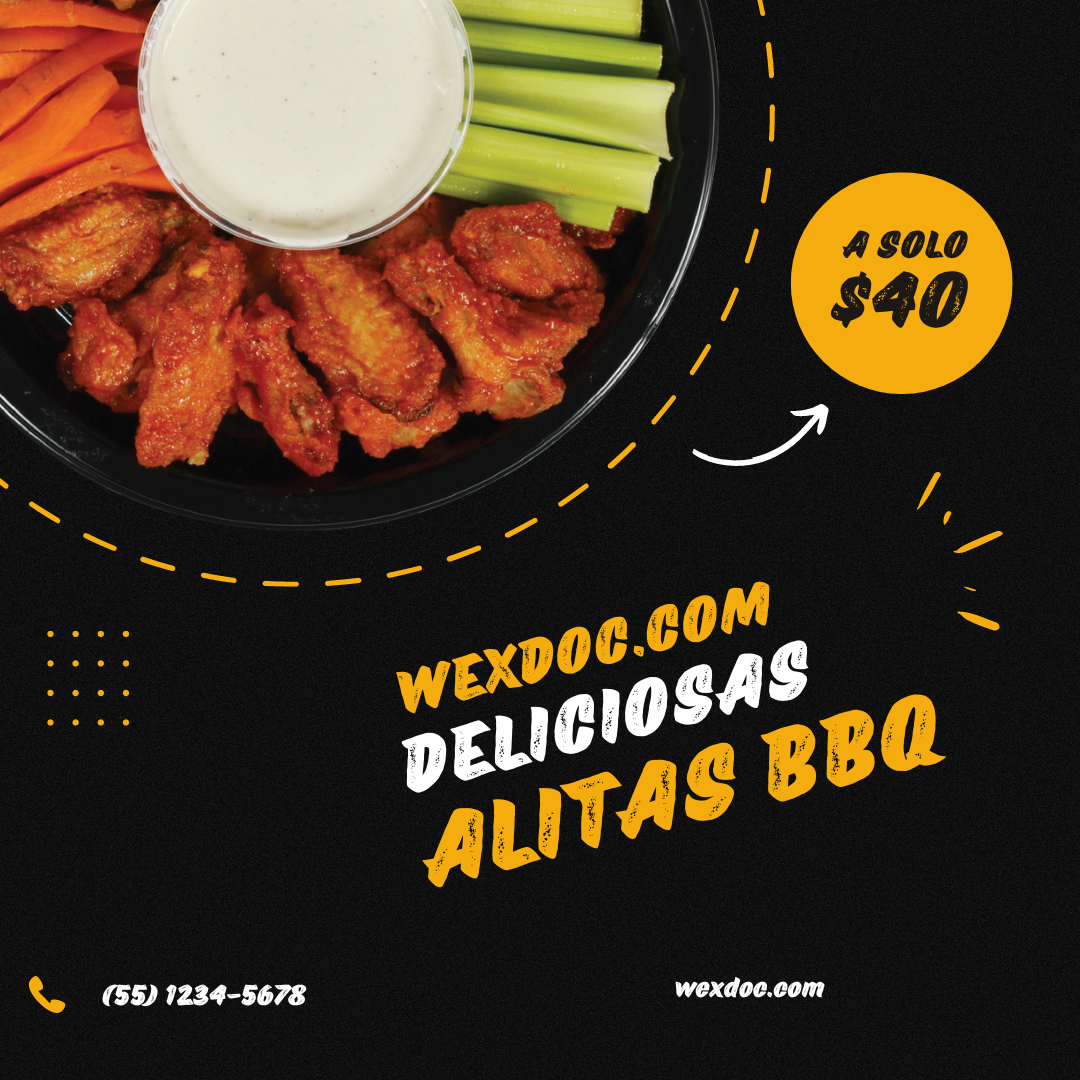 A SOLO
$40
WEXDOC.COM
DELICIOSAS
ALITAS BBQ
(55) 1234-5678
wexdoc.com